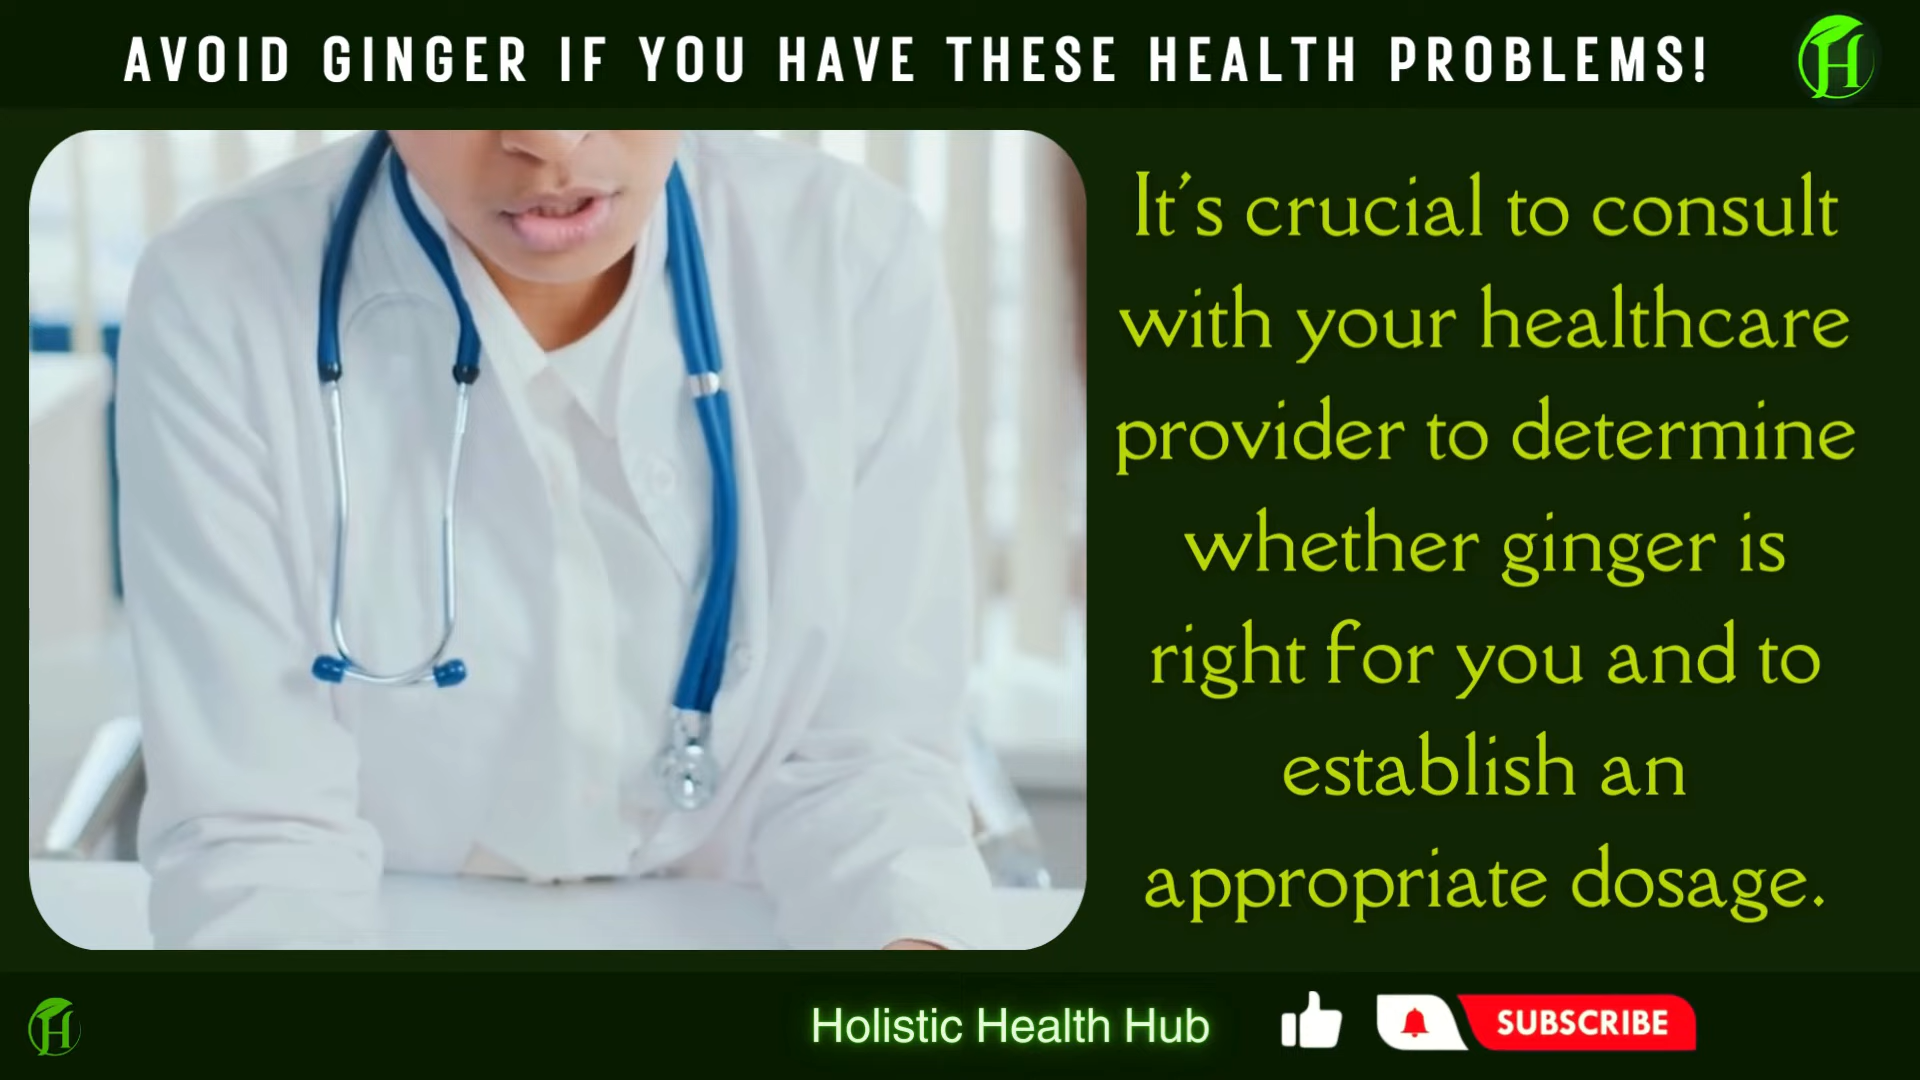 AVOID GINGER IF YOU HAVE THESE HEALTH PROBLEMS!
It's crucial to consult
with your healthcare
provider to determine
whether ginger is
right for you and to
establish an
appropriate dosage.
Holistic Health Hub
SUBSCRIBE